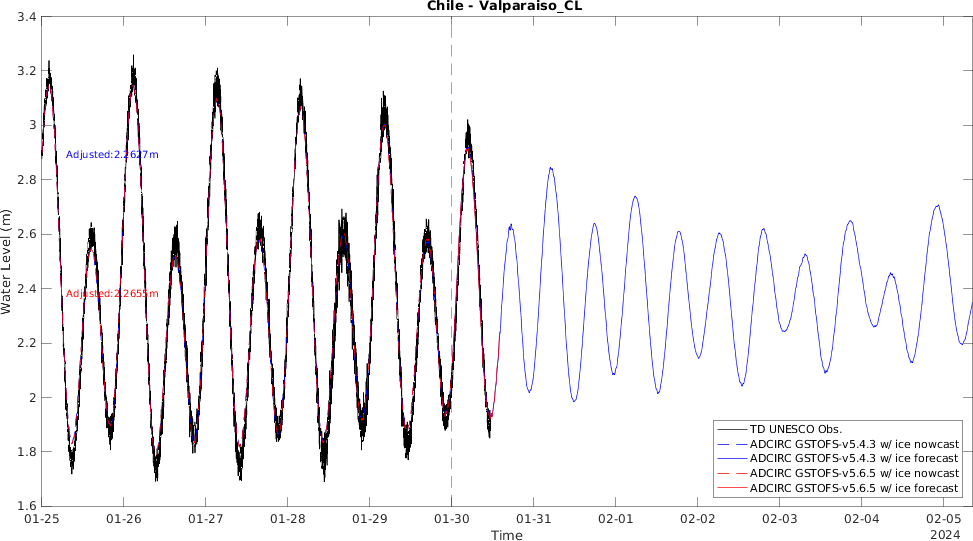 Chile - Valparaiso_CL
3.4
3.2
3
2.8
2.6
2.4
2.2
2
1.8
1.6
Water Level (m)
Adjusted:2.2627m
Adjusted:2.2655m
TD UNESCO Obs.
ADCIRC GSTOFS-v5.4.3 w/ ice nowcast
ADCIRC GSTOFS-v5.4.3 w/ ice forecast
ADCIRC GSTOFS-v5.6.5 w/ ice nowcast
ADCIRC GSTOFS-v5.6.5 w/ ice forecast
01-25 01-26 01-27 01-28 01-29 01-30 01-31 02-01 02-02 02-03 02-04 02-05
Time 2024